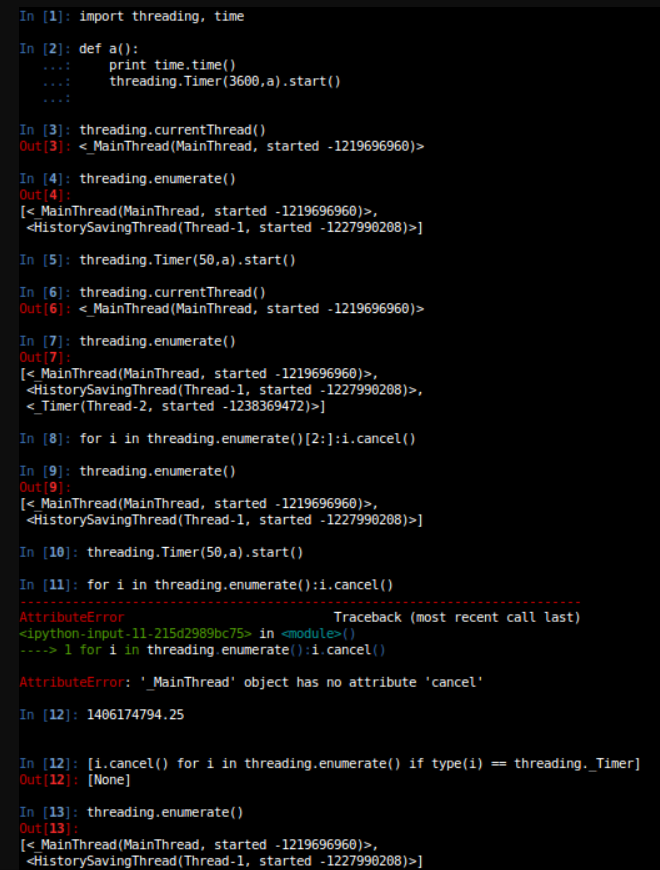 In [1]: import threading, time
In [2]: def a():
   ...:     print time.time()
   ...:     threading.Timer(3600,a).start()
   ...:
In [3]: threading.currentThread()
Out[3]: <_MainThread(MainThread, started -1219696960)>
In [4]: threading.enumerate()
Out[4]:
[<_MainThread(MainThread, started -1219696960)>,
 <HistorySavingThread(Thread-1, started -1227990208)>]
In [5]: threading.Timer(50,a).start()
In [6]: threading.currentThread()
Out[6]: <_MainThread(MainThread, started -1219696960)>
In [7]: threading.enumerate()
Out[7]:
[<_MainThread(MainThread, started -1219696960)>,
 <HistorySavingThread(Thread-1, started -1227990208)>,
 <_Timer(Thread-2, started -1238369472)>]
In [8]: for i in threading.enumerate()[2:]:i.cancel()
In [9]: threading.enumerate()
Out[9]:
[<_MainThread(MainThread, started -1219696960)>,
 <HistorySavingThread(Thread-1, started -1227990208)>]
In [10]: threading.Timer(50,a).start()
In [11]: for i in threading.enumerate():i.cancel()
---------------------------------------------------------------------------
AttributeError                            Traceback (most recent call last)
<ipython-input-11-215d2989bc75> in <module>()
----> 1 for i in threading.enumerate():i.cancel()
AttributeError: '_MainThread' object has no attribute 'cancel'
In [12]: 1406174794.25
In [12]: [i.cancel() for i in threading.enumerate() if type(i) == threading._Timer]
Out[12]: [None]
In [13]: threading.enumerate()
Out[13]:
[<_MainThread(MainThread, started -1219696960)>,
 <HistorySavingThread(Thread-1, started -1227990208)>]